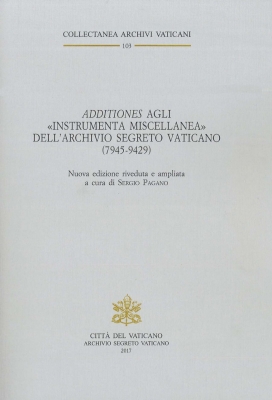 COLLECTANEA ARCHIVI VATICANI
103
ADDITIONES AGLI
«INSTRUMENTA MISCELLANEA»
DELL'ARCHIVIO SEGRETO VATICANO
(7945-9429)
Nuova edizione riveduta e ampliata
a cura di SERGIO PAGANO
CITTÀ DEL VATICANO
ARCHIVIO SEGRETO VATICANO
2017